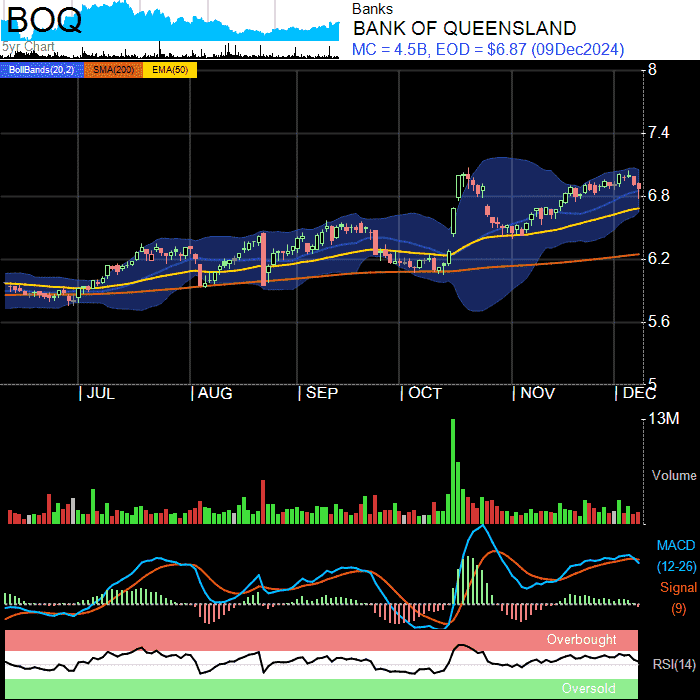 BOQ
5yr Chart
Banks
BANK OF QUEENSLAND
MC = 4.5B, EOD = $6.87 (09Dec2024)
BollBands(20,2) SMA(200) EMA(50)
8
7.4
6.8
6.2
5.6
5
| JUL | AUG | SEP | OCT | NOV | DEC
13M
Volume
MACD
(12-26)
Signal
(9)
Overbought
RSI(14)
Oversold